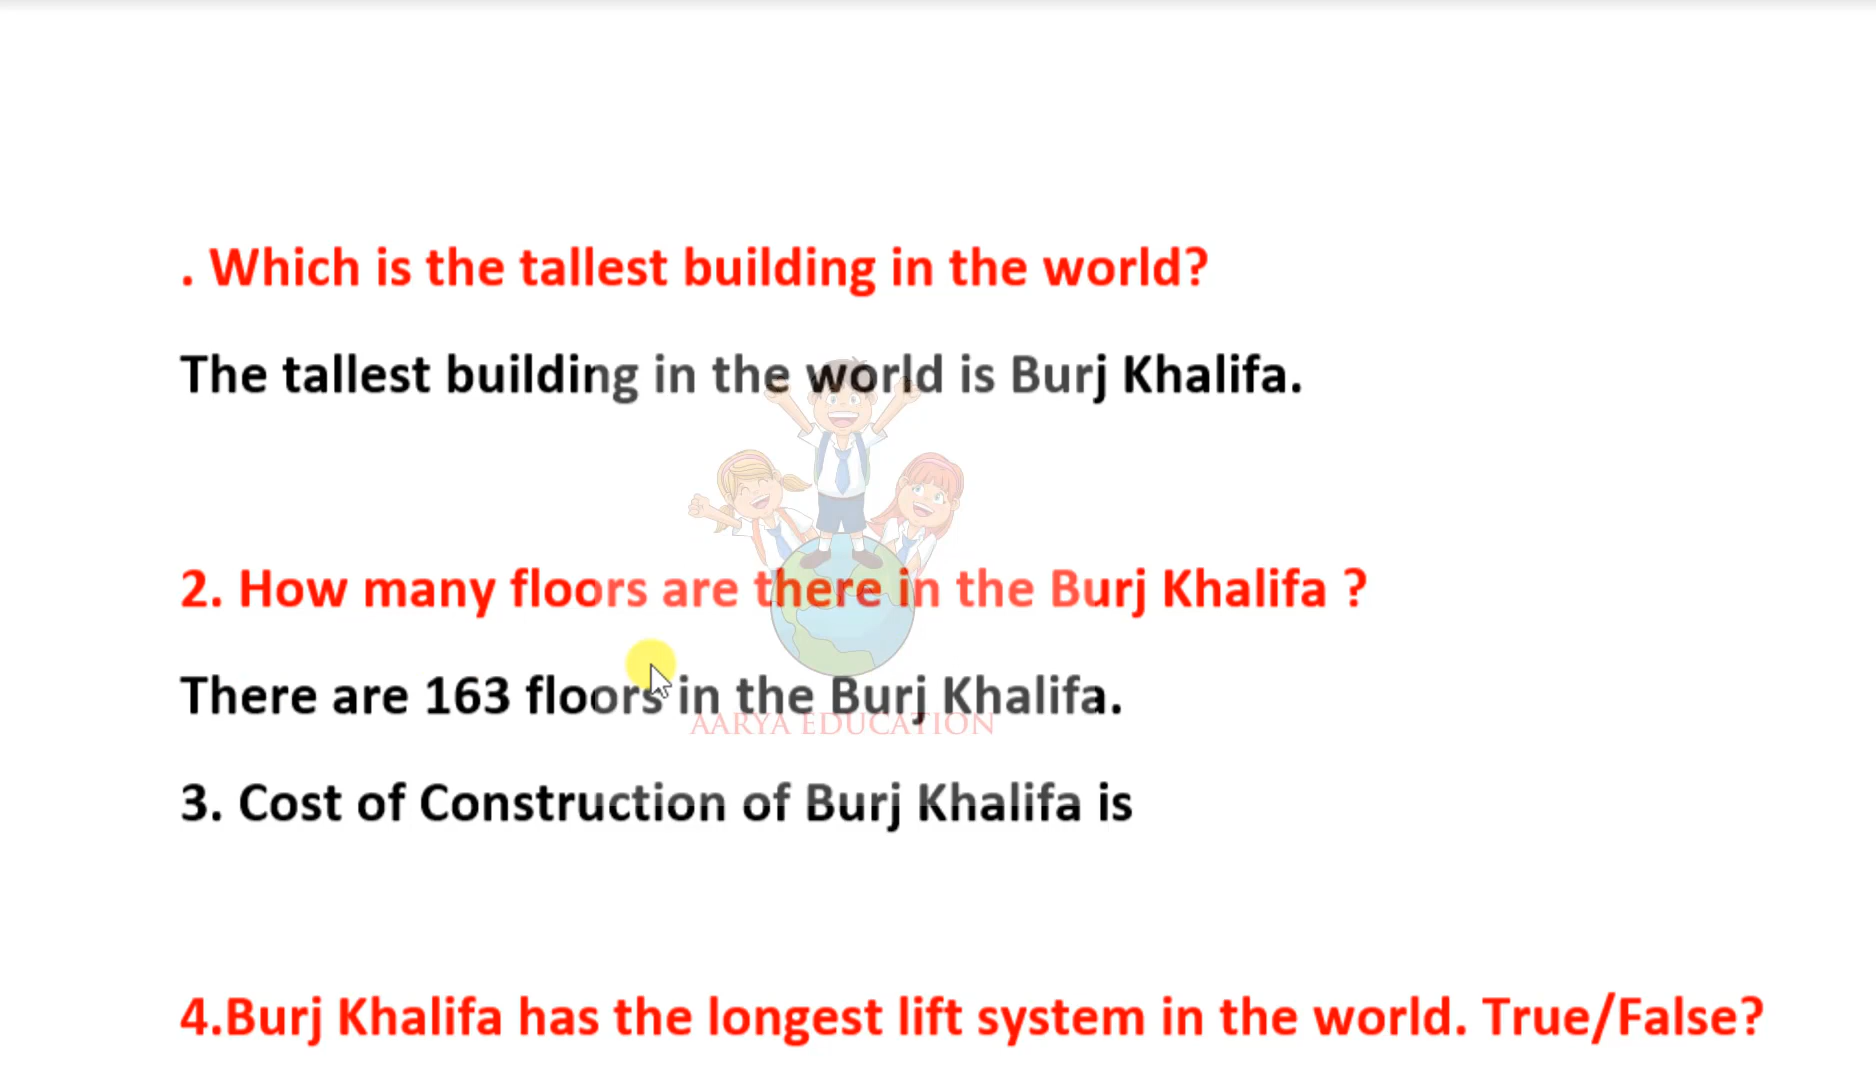 . Which is the tallest building in the world?
The tallest building in the world is Burj Khalifa.
2. How many floors are there in the Burj Khalifa ?
There are 163 floors in the Burj Khalifa.
AARYA EDUCATION
3. Cost of Construction of Burj Khalifa is
4.Burj Khalifa has the longest lift system in the world. True/False?